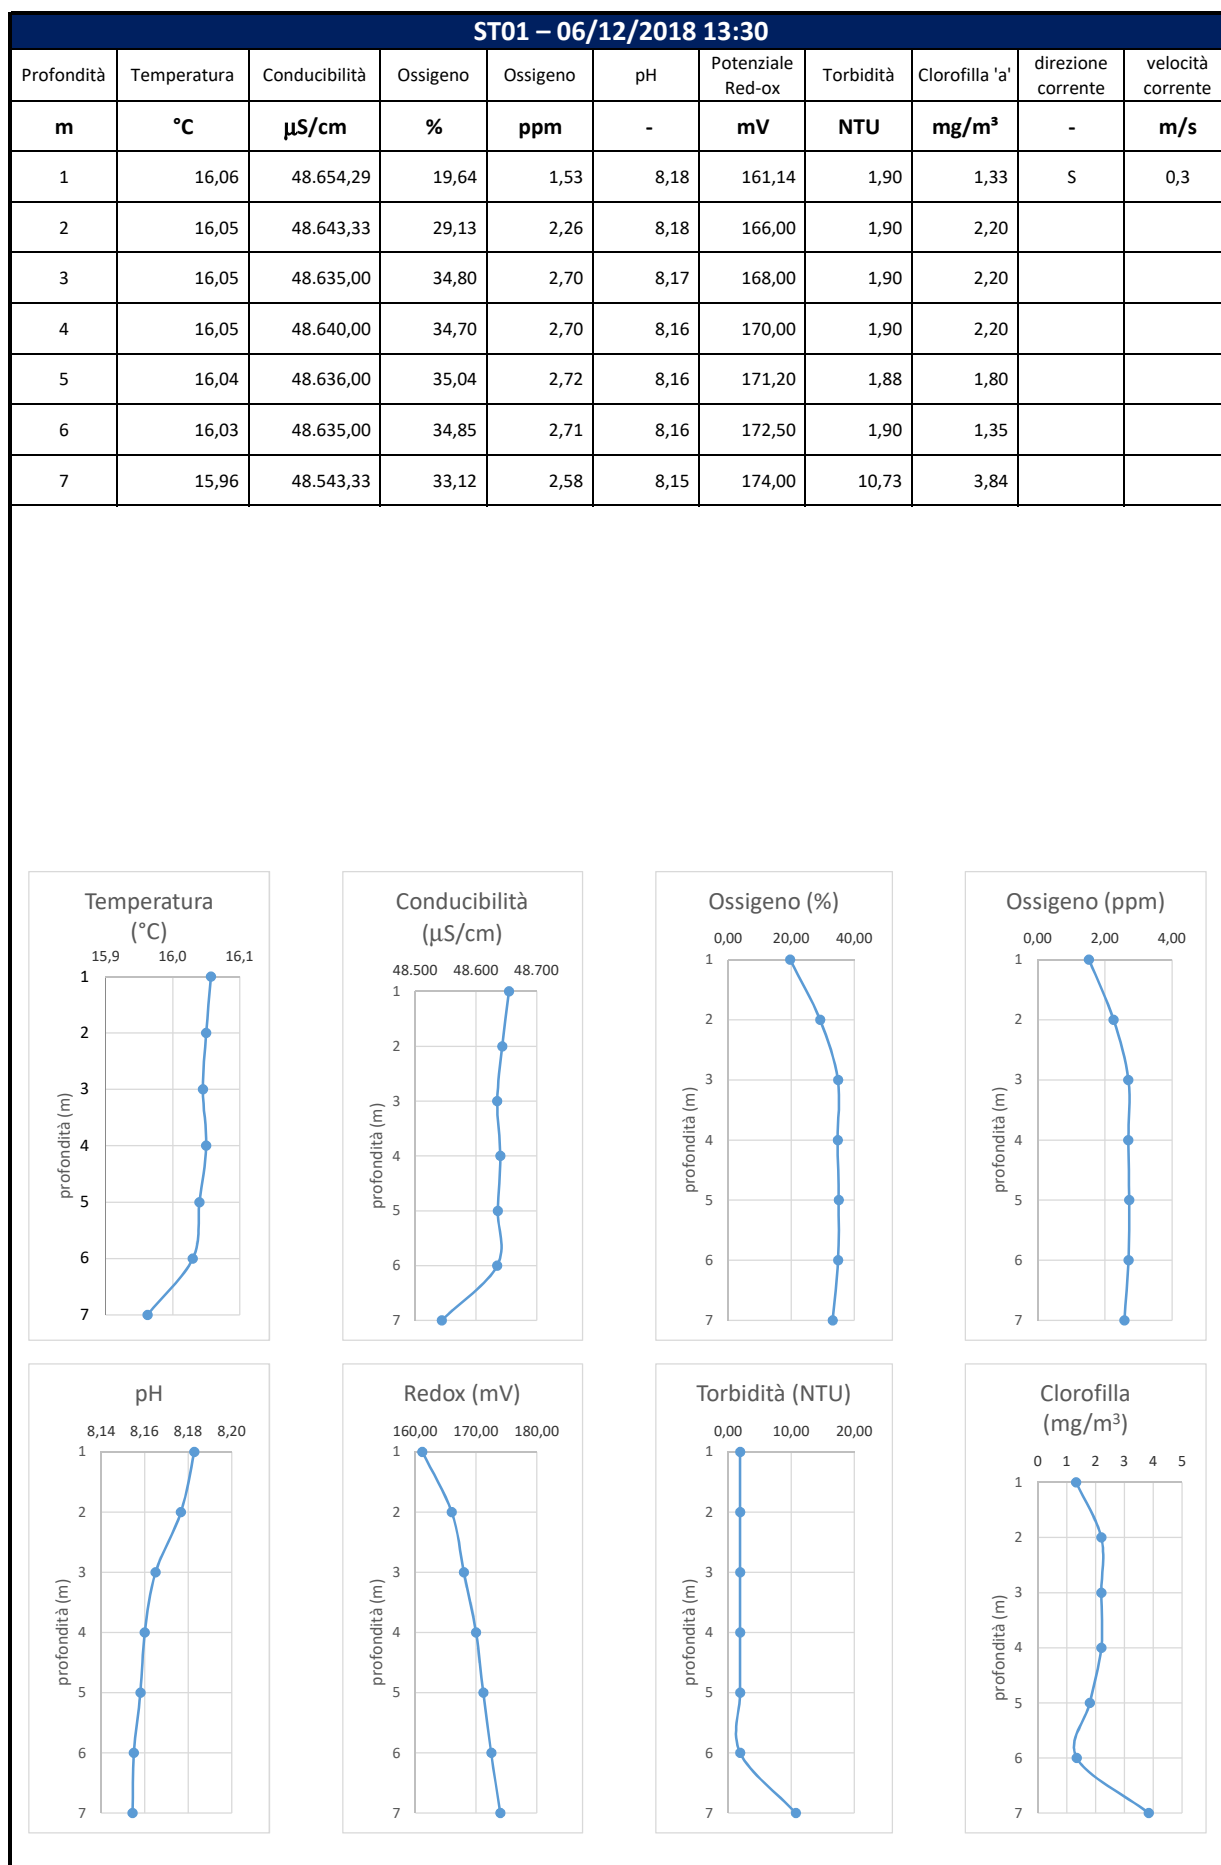 ST01 – 06/12/2018 13:30
Profondità Temperatura Conducibilità Ossigeno Ossigeno pH Potenziale Red-ox Torbidità Clorofilla 'a' direzione corrente velocità corrente
m °C µS/cm % ppm - mV NTU mg/m³ - m/s
1 16,06 48.654,29 19,64 1,53 8,18 161,14 1,90 1,33 S 0,3
2 16,05 48.643,33 29,13 2,26 8,18 166,00 1,90 2,20
3 16,05 48.635,00 34,80 2,70 8,17 168,00 1,90 2,20
4 16,05 48.640,00 34,70 2,70 8,16 170,00 1,90 2,20
5 16,04 48.636,00 35,04 2,72 8,16 171,20 1,88 1,80
6 16,03 48.635,00 34,85 2,71 8,16 172,50 1,90 1,35
7 15,96 48.543,33 33,12 2,58 8,15 174,00 10,73 3,84
Temperatura
(°C)
15,9 16,0 16,1
1
2
3
4
5
6
7
profondità (m)
Conducibilità
(µS/cm)
48.500 48.600 48.700
1
2
3
4
5
6
7
profondità (m)
Ossigeno (%)
0,00 20,00 40,00
1
2
3
4
5
6
7
profondità (m)
Ossigeno (ppm)
0,00 2,00 4,00
1
2
3
4
5
6
7
profondità (m)
pH
8,14 8,16 8,18 8,20
1
2
3
4
5
6
7
profondità (m)
Redox (mV)
160,00 170,00 180,00
1
2
3
4
5
6
7
profondità (m)
Torbidità (NTU)
0,00 10,00 20,00
1
2
3
4
5
6
7
profondità (m)
Clorofilla
(mg/m³)
0 1 2 3 4 5
1
2
3
4
5
6
7
profondità (m)